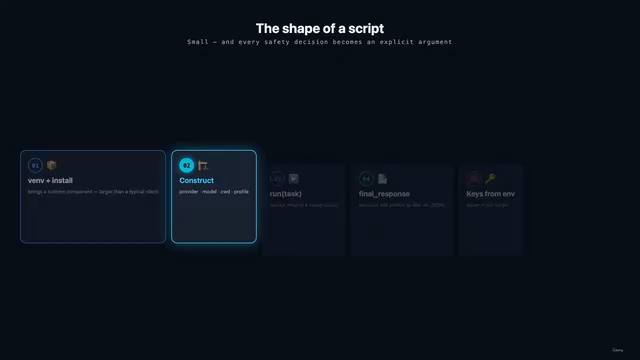 The shape of a script
Small — and every safety decision becomes an explicit argument
01
venv + install
brings a runtime component — larger than a typical client
02
Construct
provider · model · cwd · profile
run(task)
04
final_response
Keys from env